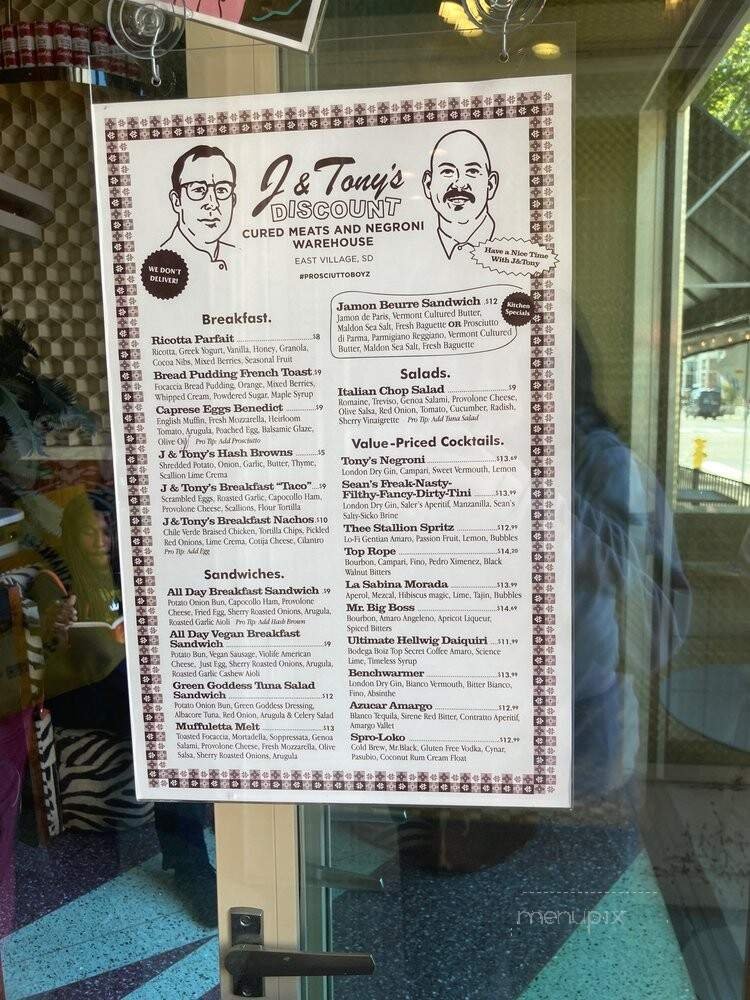 J & Tony's
DISCOUNT
CURED MEATS AND NEGRONI
WAREHOUSE
EAST VILLAGE, SD
#PROSCIUTTOBOYZ
WE DON'T
DELIVER!
Have a Nice Time
With J&Tony
Breakfast.
Ricotta Parfait $8
Ricotta, Greek Yogurt, Vanilla, Honey, Granola,
Cocoa Nibs, Mixed Berries, Seasonal Fruit
Bread Pudding French Toast $9
Focaccia Bread Pudding, Orange, Mixed Berries,
Whipped Cream, Powdered Sugar, Maple Syrup
Caprese Eggs Benedict $9
English Muffin, Fresh Mozzarella, Heirloom
Tomato, Arugula, Poached Egg, Balsamic Glaze,
Olive Oil Pro Tip: Add Prosciutto
J & Tony's Hash Browns $5
Shredded Potato, Onion, Garlic, Butter, Thyme,
Scallion Lime Crema
J & Tony's Breakfast "Taco" $9
Scrambled Eggs, Roasted Garlic, Capocollo Ham,
Provolone Cheese, Scallions, Flour Tortilla
J & Tony's Breakfast Nachos $10
Chile Verde Braised Chicken, Tortilla Chips, Pickled
Red Onions, Lime Crema, Cotija Cheese, Cilantro
Pro Tip: Add Egg
Sandwiches.
All Day Breakfast Sandwich $9
Potato Onion Bun, Capocollo Ham, Provolone
Cheese, Fried Egg, Sherry Roasted Onions, Arugula,
Roasted Garlic Aioli Pro Tip: Add Hash Brown
All Day Vegan Breakfast
Sandwich $9
Potato Bun, Vegan Sausage, Violife American
Cheese, Just Egg, Sherry Roasted Onions, Arugula,
Roasted Garlic Cashew Aioli
Green Goddess Tuna Salad
Sandwich $12
Potato Onion Bun, Green Goddess Dressing,
Albacore Tuna, Red Onion, Arugula & Celery Salad
Muffuletta Melt $13
Toasted Focaccia, Mortadella, Soppressata, Genoa
Salami, Provolone Cheese, Fresh Mozzarella, Olive
Salsa, Sherry Roasted Onions, Arugula
Jamon Beurre Sandwich $12
Jamon de Paris, Vermont Cultured Butter,
Maldon Sea Salt, Fresh Baguette OR Prosciutto
di Parma, Parmigiano Reggiano, Vermont Cultured
Butter, Maldon Sea Salt, Fresh Baguette
Kitchen
Specials
Salads.
Italian Chop Salad $9
Romaine, Treviso, Genoa Salami, Provolone Cheese,
Olive Salsa, Red Onion, Tomato, Cucumber, Radish,
Sherry Vinaigrette Pro Tip: Add Tuna Salad
Value-Priced Cocktails.
Tony's Negroni $13.69
London Dry Gin, Campari, Sweet Vermouth, Lemon
Sean's Freak-Nasty-
Filthy-Fancy-Dirty-Tini $13.99
London Dry Gin, Saler's Aperitif, Manzanilla, Sean's
Salty-Sicko Brine
Thee Stallion Spritz $12.99
Lo-Fi Gentian Amaro, Passion Fruit, Lemon, Bubbles
Top Rope $14.20
Bourbon, Campari, Fino, Pedro Ximenez, Black
Walnut Bitters
La Sabina Morada $13.99
Aperol, Mezcal, Hibiscus magic, Lime, Tajin, Bubbles
Mr. Big Boss $14.69
Bourbon, Amaro Angeleno, Apricot Liqueur,
Spiced Bitters
Ultimate Hellwig Daiquiri $11.99
Bodega Boiz Top Secret Coffee Amaro, Science
Lime, Timeless Syrup
Benchwarmer $13.99
London Dry Gin, Bianco Vermouth, Bitter Bianco,
Fino, Absinthe
Azucar Amargo $12.99
Blanco Tequila, Sirene Red Bitter, Contratto Aperitif,
Amargo Vallet
Spro-Loko $12.99
Cold Brew, Mr.Black, Gluten Free Vodka, Cynar,
Pasubio, Coconut Rum Cream Float
menupix